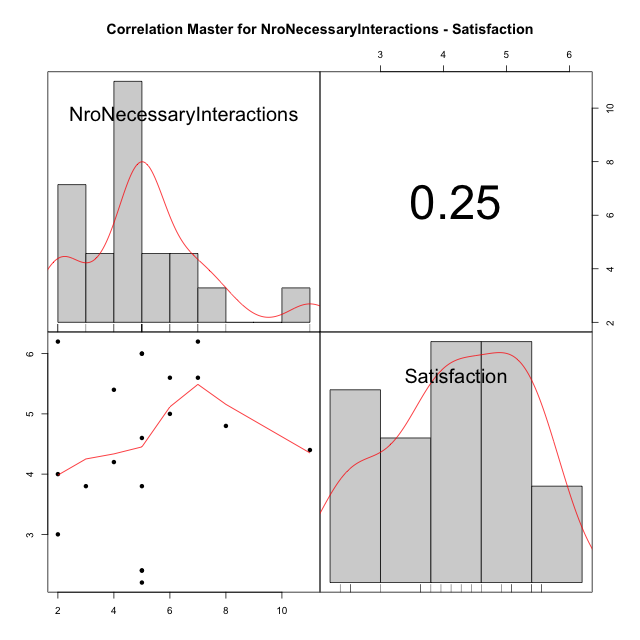 Correlation Master for NroNecessaryInteractions - Satisfaction
3 4 5 6
NroNecessaryInteractions
0.25
10
8
6
4
2
Satisfaction
6
5
4
3
2 4 6 8 10